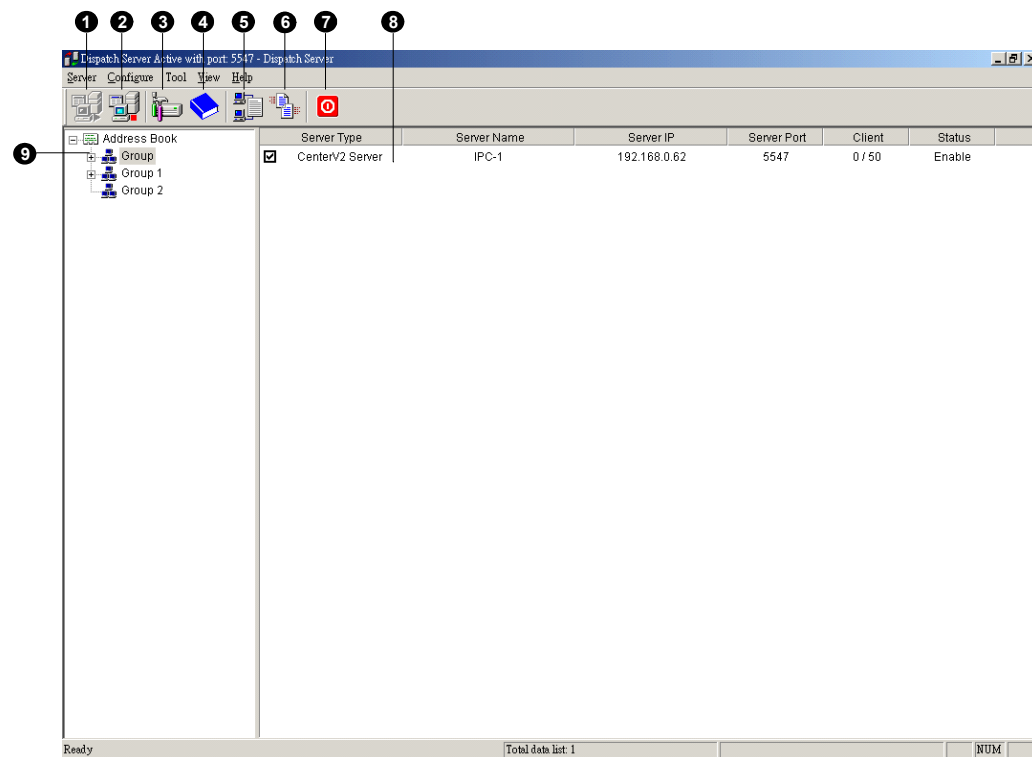 1 2 3 4 5 6 7 8
Dispatch Server Active with port: 5547 - Dispatch Server
Server Configure Tool View Help
Address Book
9 Group
Group 1
Group 2
Server Type Server Name Server IP Server Port Client Status
CenterV2 Server IPC-1 192.168.0.62 5547 0 / 50 Enable
Ready Total data list: 1 NUM